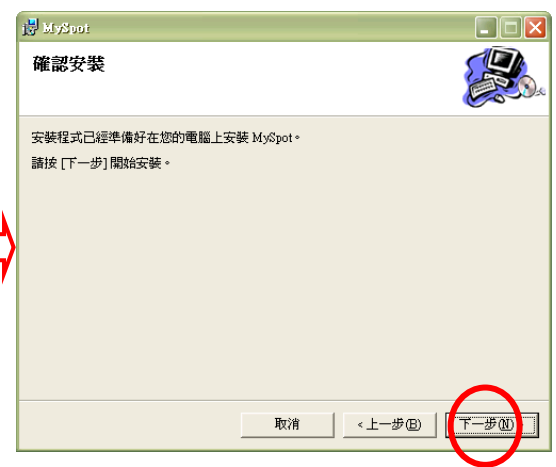 MySpot
確認安裝
安裝程式已經準備好在您的電腦上安裝 MySpot。
請按 [下一步] 開始安裝。
取消
<上一步(B)
下一步(N)